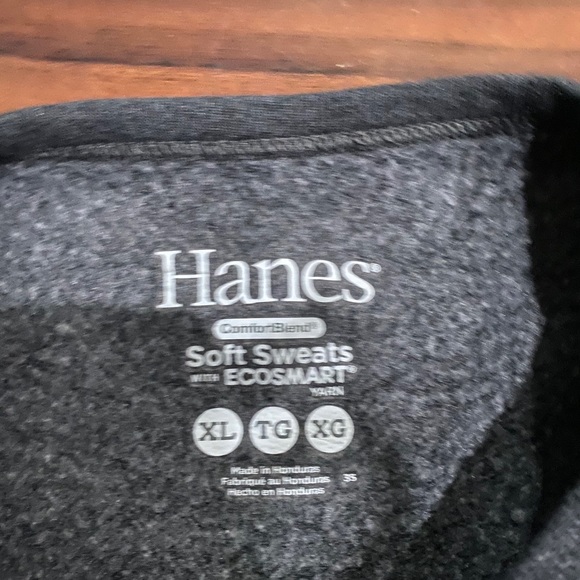 Hanes®
ComfortBlend®
Soft Sweats
WITH ECOSMART®
YARN
XL TG XG
Made in Honduras
Fabriqué au Honduras 35
Hecho en Honduras